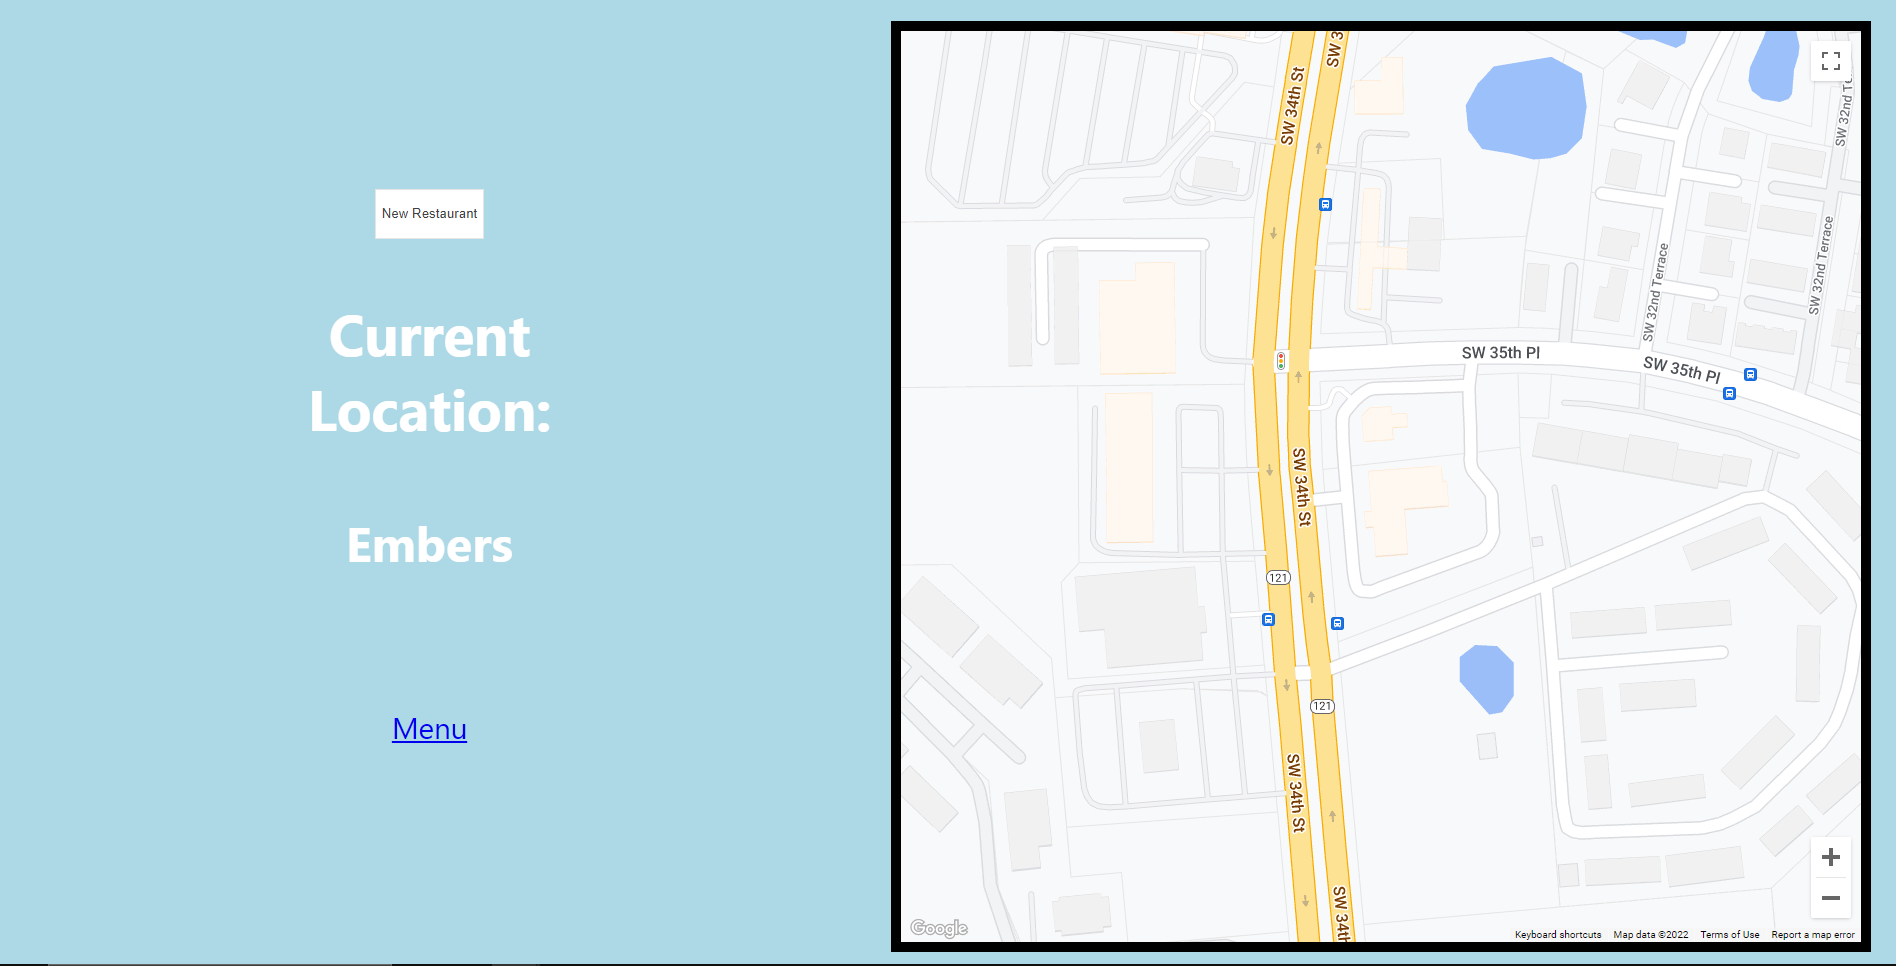 New Restaurant
Current
Location:
Embers
Menu
SW 34th St
SW 3
SW 32nd Te
SW 32nd Terrace
SW 32nd Terrace
SW 35th Pl
SW 35th Pl
SW 34th St
121
121
SW 34th St
SW 34th
Google
Keyboard shortcuts
Map data ©2022
Terms of Use
Report a map error